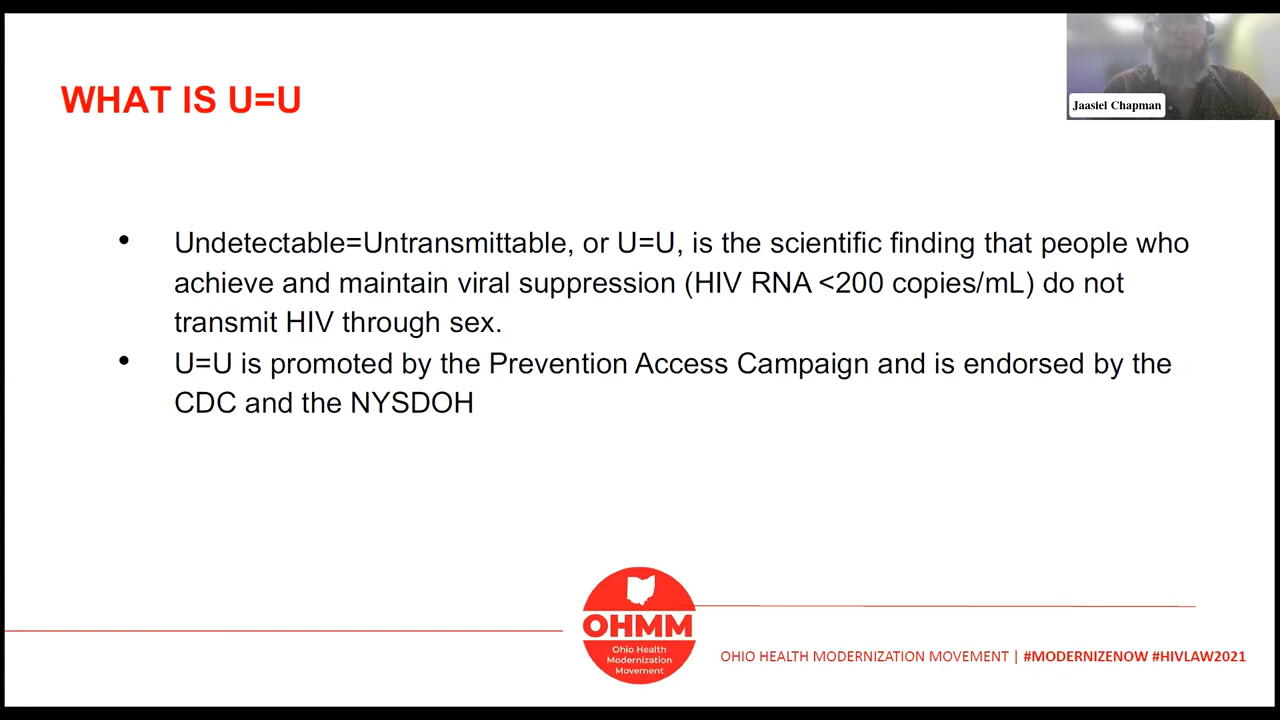 WHAT IS U=U
Jaasiel Chapman
• Undetectable=Untransmittable, or U=U, is the scientific finding that people who
achieve and maintain viral suppression (HIV RNA <200 copies/mL) do not
transmit HIV through sex.
• U=U is promoted by the Prevention Access Campaign and is endorsed by the
CDC and the NYSDOH
OHMM
Ohio Health
Modernization
Movement
OHIO HEALTH MODERNIZATION MOVEMENT | #MODERNIZENOW #HIVLAW2021